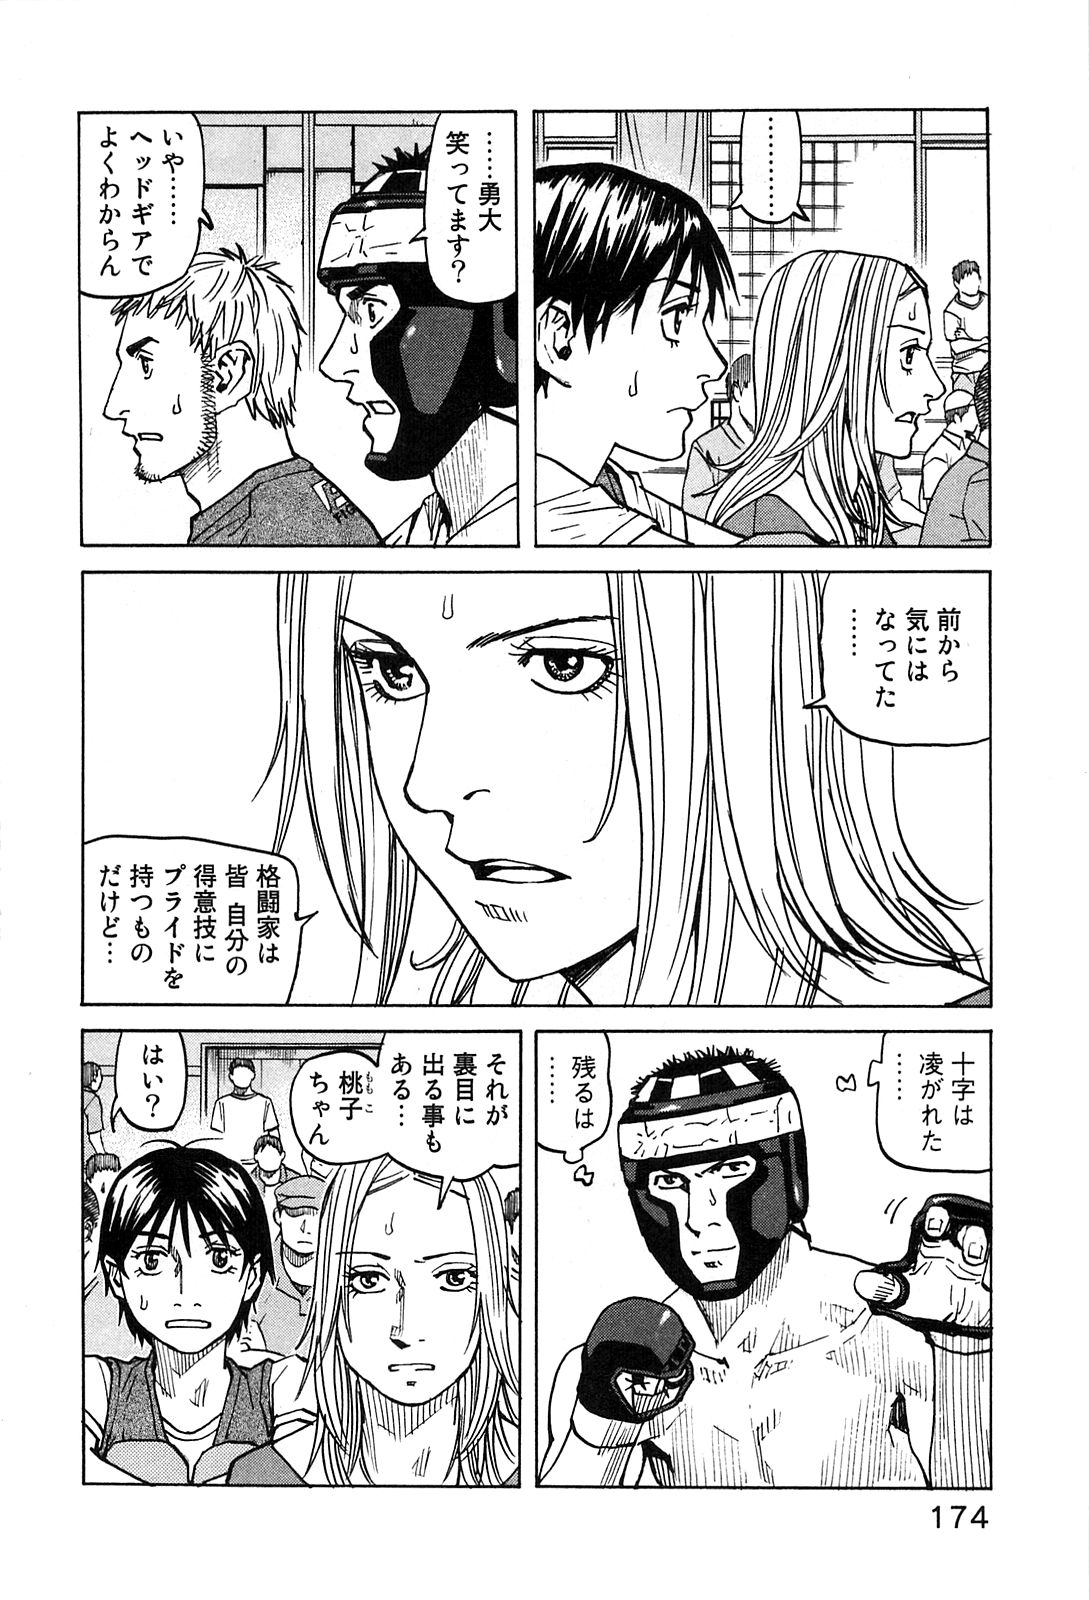 …………
……勇大
笑ってます？
いや……
ヘッドギアで
よくわからん
前から
気には
なってた
……
格闘家は
皆 自分の
得意技に
プライドを
持つもの
だけど…
十字は
凌がれた
……
残るは
……
それが
裏目に
出る事も
ある…
桃子
ももこ
ちゃん
はい？
174